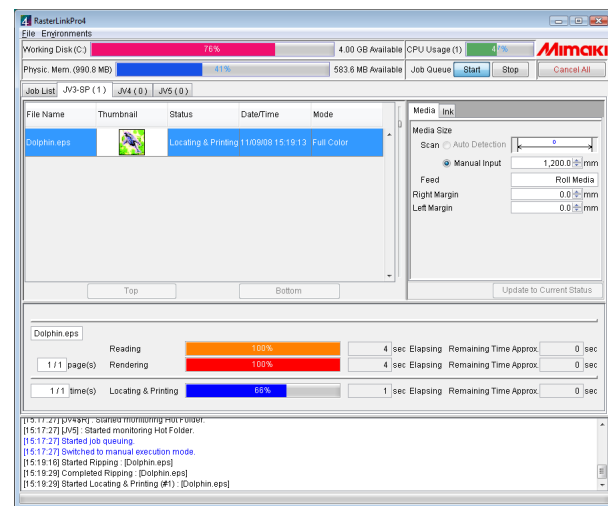 RasterLinkPro4
File Environments
Working Disk (C:) 76% 4.00 GB Available CPU Usage (1) 47% Mimaki
Physic. Mem. (990.8 MB) 41% 583.6 MB Available Job Queue Start Stop Cancel All
Job List JV3-SP ( 1 ) JV4 ( 0 ) JV5 ( 0 )
File Name Thumbnail Status Date/Time Mode
Dolphin.eps Locating & Printing 11/09/08 15:19:13 Full Color
Media Ink
Media Size
Scan Auto Detection 0
Manual Input 1,200.0 mm
Feed Roll Media
Right Margin 0.0 mm
Left Margin 0.0 mm
Top Bottom Update to Current Status
Dolphin.eps
Reading 100% 4 sec Elapsing Remaining Time Approx. 0 sec
1 / 1 page(s) Rendering 100% 4 sec Elapsing Remaining Time Approx. 0 sec
1 / 1 time(s) Locating & Printing 66% 1 sec Elapsing Remaining Time Approx. 0 sec
[15:17:27] [JV4$R] : Started monitoring Hot Folder.
[15:17:27] [JV5] : Started monitoring Hot Folder.
[15:17:27] Started job queuing.
[15:17:27] Switched to manual execution mode.
[15:19:16] Started Ripping : [Dolphin.eps]
[15:19:29] Completed Ripping : [Dolphin.eps]
[15:19:29] Started Locating & Printing (#1) : [Dolphin.eps]